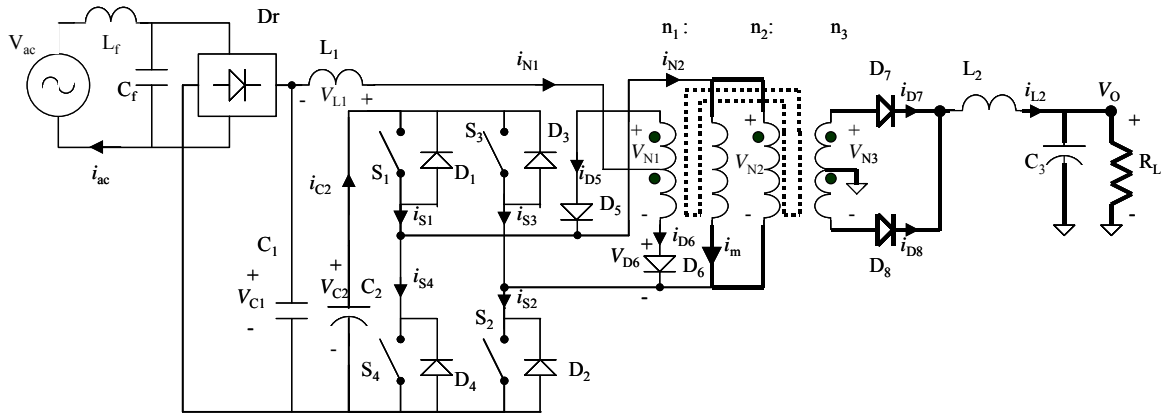 Dr
n1: n2: n3
Vac
Lf
Cf
iac
L1
- VL1 +
iN1
iN2
D7
iD7
L2
iL2
VO
S3
D3
S1
D1
iC2
iS1
iS3
iD5
D5
+
VN1
-
+
VN2
-
+
VN3
-
C3
+
RL
-
iD6
+
VD6
-
D6
im
D8
iD8
C1
+
VC1
-
+
VC2
-
C2
iS4
iS2
S2
S4
D4
D2